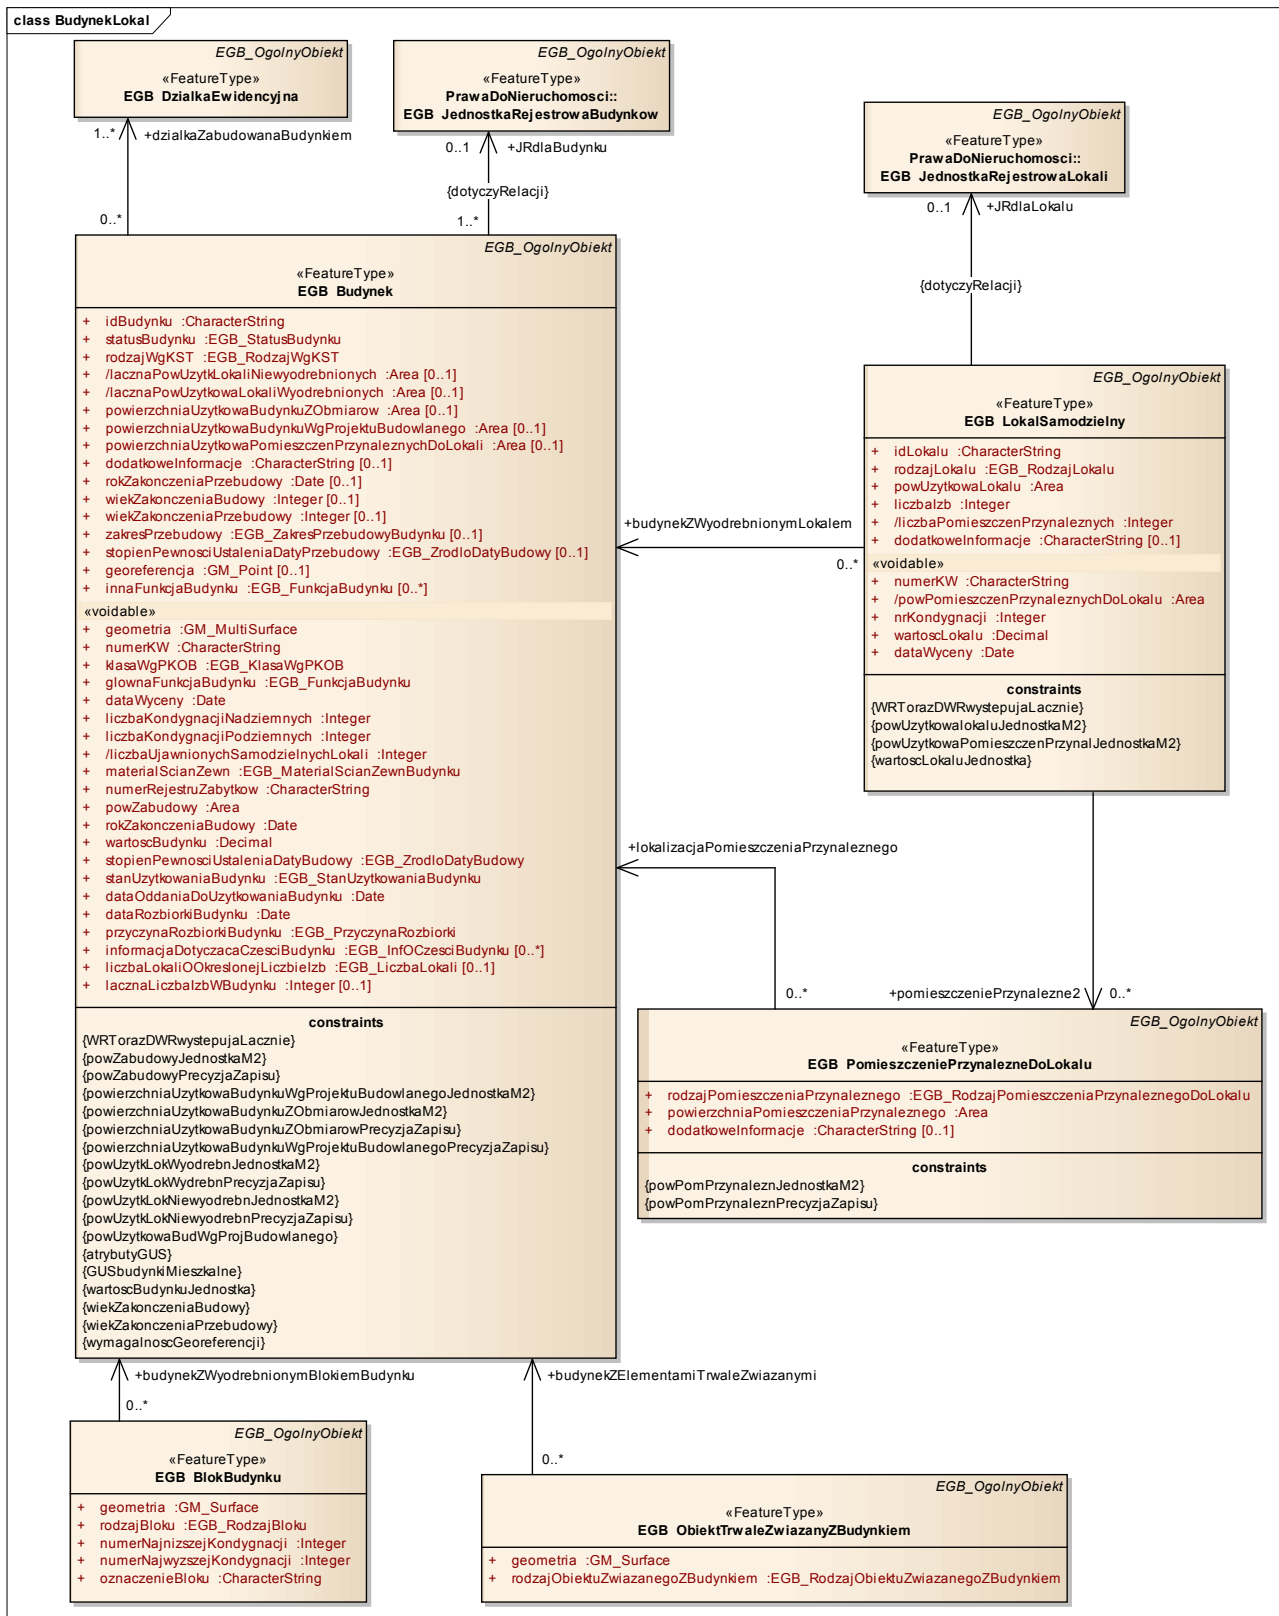 class BudynekLokal
EGB_OgolnyObiekt
«FeatureType»
EGB_DzialkaEwidencyjna
EGB_OgolnyObiekt
«FeatureType»
PrawaDoNieruchomosci::
EGB_JednostkaRejestrowaBudynkow
EGB_OgolnyObiekt
«FeatureType»
PrawaDoNieruchomosci::
EGB_JednostkaRejestrowaLokali
1..*
+dzialkaZabudowanaBudynkiem
0..*
0..1
+JRdlaBudynku
{dotyczyRelacji}
1..*
0..1
+JRdlaLokalu
{dotyczyRelacji}
EGB_OgolnyObiekt
«FeatureType»
EGB_Budynek
+ idBudynku :CharacterString
+ statusBudynku :EGB_StatusBudynku
+ rodzajWgKST :EGB_RodzajWgKST
+ /lacznaPowUzytkLokaliNiewyodrebnionych :Area [0..1]
+ /lacznaPowUzytkowaLokaliWyodrebnionych :Area [0..1]
+ powierzchniaUzytkowaBudynkuZObmiarow :Area [0..1]
+ powierzchniaUzytkowaBudynkuWgProjektuBudowlanego :Area [0..1]
+ powierzchniaUzytkowaPomieszczenPrzynaleznychDoLokali :Area [0..1]
+ dodatkoweInformacje :CharacterString [0..1]
+ rokZakonczeniaPrzebudowy :Date [0..1]
+ wiekZakonczeniaBudowy :Integer [0..1]
+ wiekZakonczeniaPrzebudowy :Integer [0..1]
+ zakresPrzebudowy :EGB_ZakresPrzebudowyBudynku [0..1]
+ stopienPewnosciUstaleniaDatyPrzebudowy :EGB_ZrodloDatyBudowy [0..1]
+ georeferencja :GM_Point [0..1]
+ innaFunkcjaBudynku :EGB_FunkcjaBudynku [0..*]
«voidable»
+ geometria :GM_MultiSurface
+ numerKW :CharacterString
+ klasaWgPKOB :EGB_KlasaWgPKOB
+ glownaFunkcjaBudynku :EGB_FunkcjaBudynku
+ dataWyceny :Date
+ liczbaKondygnacjiNadziemnych :Integer
+ liczbaKondygnacjiPodziemnych :Integer
+ /liczbaUjawnionychSamodzielnychLokali :Integer
+ materialScianZewn :EGB_MaterialScianZewnBudynku
+ numerRejestruZabytkow :CharacterString
+ powZabudowy :Area
+ rokZakonczeniaBudowy :Date
+ wartoscBudynku :Decimal
+ stopienPewnosciUstaleniaDatyBudowy :EGB_ZrodloDatyBudowy
+ stanUzytkowaniaBudynku :EGB_StanUzytkowaniaBudynku
+ dataOddaniaDoUzytkowaniaBudynku :Date
+ dataRozbiorkiBudynku :Date
+ przyczynaRozbiorkiBudynku :EGB_PrzyczynaRozbiorki
+ informacjaDotyczacaCzesciBudynku :EGB_InfOCzesciBudynku [0..*]
+ liczbaLokaliOOkreslonejLiczbieIzb :EGB_LiczbaLokali [0..1]
+ lacznaLiczbaIzbWBudynku :Integer [0..1]
constraints
{WRTorazDWRwystepujaLacznie}
{powZabudowyJednostkaM2}
{powZabudowyPrecyzjaZapisu}
{powierzchniaUzytkowaBudynkuWgProjektuBudowlanegoJednostkaM2}
{powierzchniaUzytkowaBudynkuZObmiarowJednostkaM2}
{powierzchniaUzytkowaBudynkuZObmiarowPrecyzjaZapisu}
{powierzchniaUzytkowaBudynkuWgProjektuBudowlanegoPrecyzjaZapisu}
{powUzytkLokWyodrebnJednostkaM2}
{powUzytkLokWydrebnPrecyzjaZapisu}
{powUzytkLokNiewyodrebnJednostkaM2}
{powUzytkLokNiewyodrebnPrecyzjaZapisu}
{powUzytkowaBudWgProjBudowlanego}
{atrybutyGUS}
{GUSbudynkiMieszkalne}
{wartoscBudynkuJednostka}
{wiekZakonczeniaBudowy}
{wiekZakonczeniaPrzebudowy}
{wymagalnoscGeoreferencji}
EGB_OgolnyObiekt
«FeatureType»
EGB_LokalSamodzielny
+ idLokalu :CharacterString
+ rodzajLokalu :EGB_RodzajLokalu
+ powUzytkowaLokalu :Area
+ liczbaIzb :Integer
+ /liczbaPomieszczenPrzynaleznych :Integer
+ dodatkoweInformacje :CharacterString [0..1]
«voidable»
+ numerKW :CharacterString
+ /powPomieszczenPrzynaleznychDoLokalu :Area
+ nrKondygnacji :Integer
+ wartoscLokalu :Decimal
+ dataWyceny :Date
constraints
{WRTorazDWRwystepujaLacznie}
{powUzytkowalokaluJednostkaM2}
{powUzytkowaPomieszczenPrzynalJednostkaM2}
{wartoscLokaluJednostka}
+budynekZWyodrebnionymLokalem
0..*
+lokalizacjaPomieszczeniaPrzynaleznego
0..*
+pomieszczeniePrzynalezne2
0..*
EGB_OgolnyObiekt
«FeatureType»
EGB_PomieszczeniePrzynalezneDoLokalu
+ rodzajPomieszczeniaPrzynaleznego :EGB_RodzajPomieszczeniaPrzynaleznegoDoLokalu
+ powierzchniaPomieszczeniaPrzynaleznego :Area
+ dodatkoweInformacje :CharacterString [0..1]
constraints
{powPomPrzynaleznJednostkaM2}
{powPomPrzynaleznPrecyzjaZapisu}
+budynekZWyodrebnionymBlokiemBudynku
0..*
+budynekZElementamiTrwaleZwiazanymi
0..*
EGB_OgolnyObiekt
«FeatureType»
EGB_BlokBudynku
+ geometria :GM_Surface
+ rodzajBloku :EGB_RodzajBloku
+ numerNajnizszejKondygnacji :Integer
+ numerNajwyzszejKondygnacji :Integer
+ oznaczenieBloku :CharacterString
EGB_OgolnyObiekt
«FeatureType»
EGB_ObiektTrwaleZwiazanyZBudynkiem
+ geometria :GM_Surface
+ rodzajObiektuZwiazanegoZBudynkiem :EGB_RodzajObiektuZwiazanegoZBudynkiem